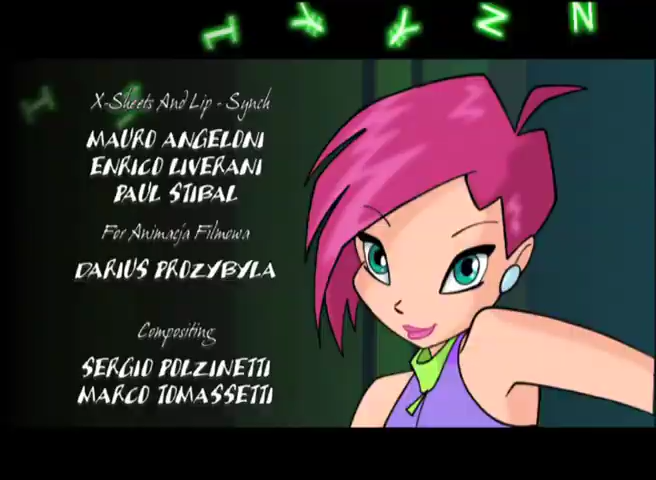 T Y Y Z N
X-Sheets And Lip - Synch
MAURO ANGELONI
ENRICO LIVERANI
PAUL STIBAL
For Animacja Filmowa
DARIUS PROZYBYLA
Compositing
SERGIO POLZINETTI
MARCO TOMASSETTI